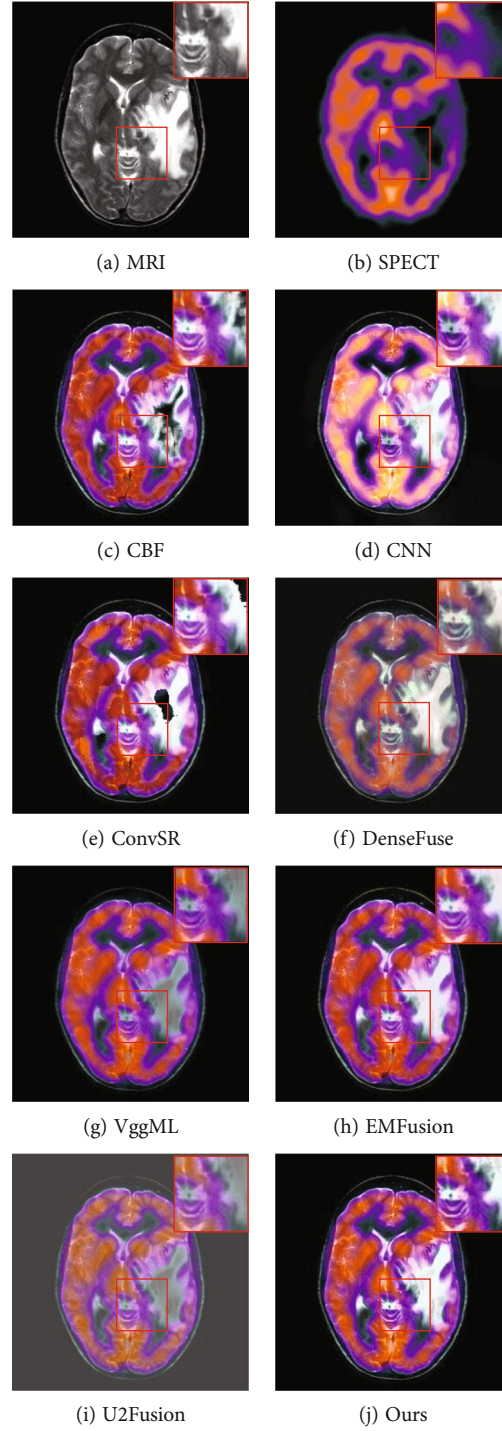 (a) MRI
(b) SPECT
(c) CBF
(d) CNN
(e) ConvSR
(f) DenseFuse
(g) VggML
(h) EMFusion
(i) U2Fusion
(j) Ours